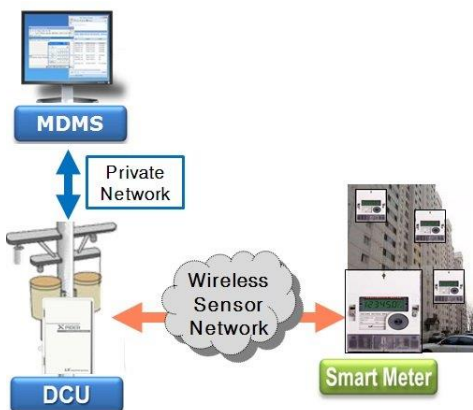 MDMS
Private
Network
Wireless
Sensor
Network
DCU
Smart Meter